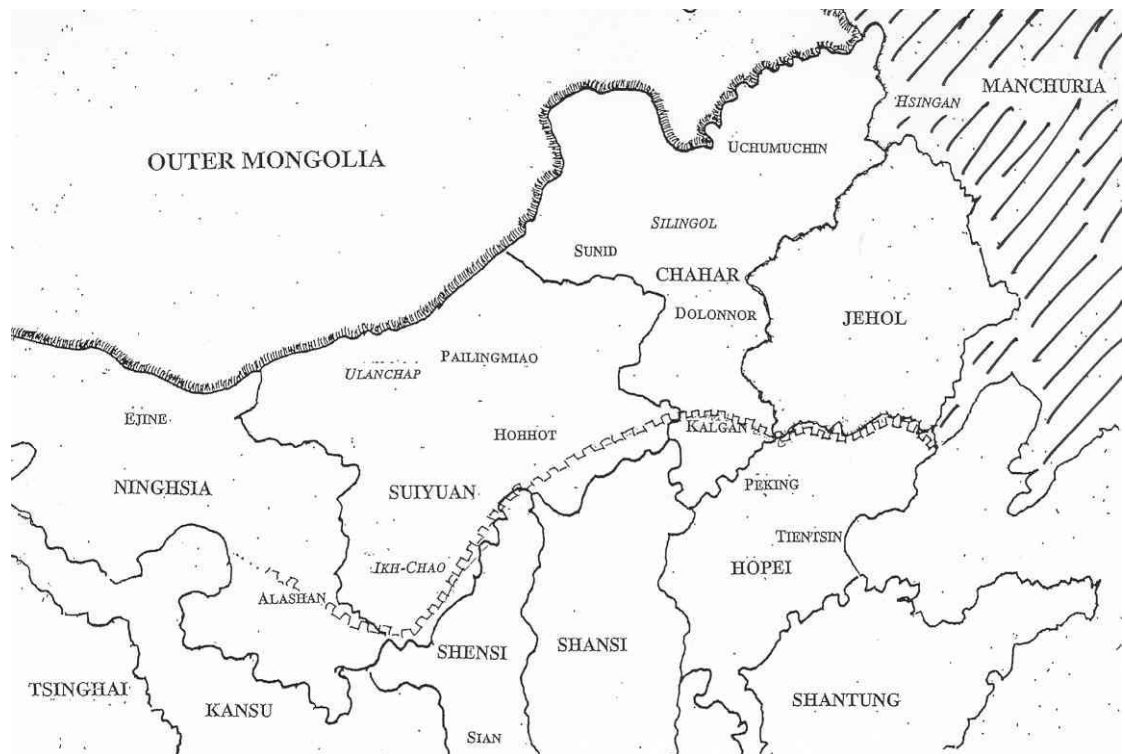 MANCHURIA
HSINGAN
UCHUMUCHIN
OUTER MONGOLIA
SILINGOL
SUNID
CHAHAR
DOLONNOR
JEHOL
PAILINGMIAO
ULANCHAP
EJINE
HOHHOT
KALGAN
NINGHSIA
SUIYUAN
PEKING
TIENTSIN
IKH-CHAO
HOPEI
ALASHAN
SHENSI
SHANSI
TSINGHAI
KANSU
SHANTUNG
SIAN